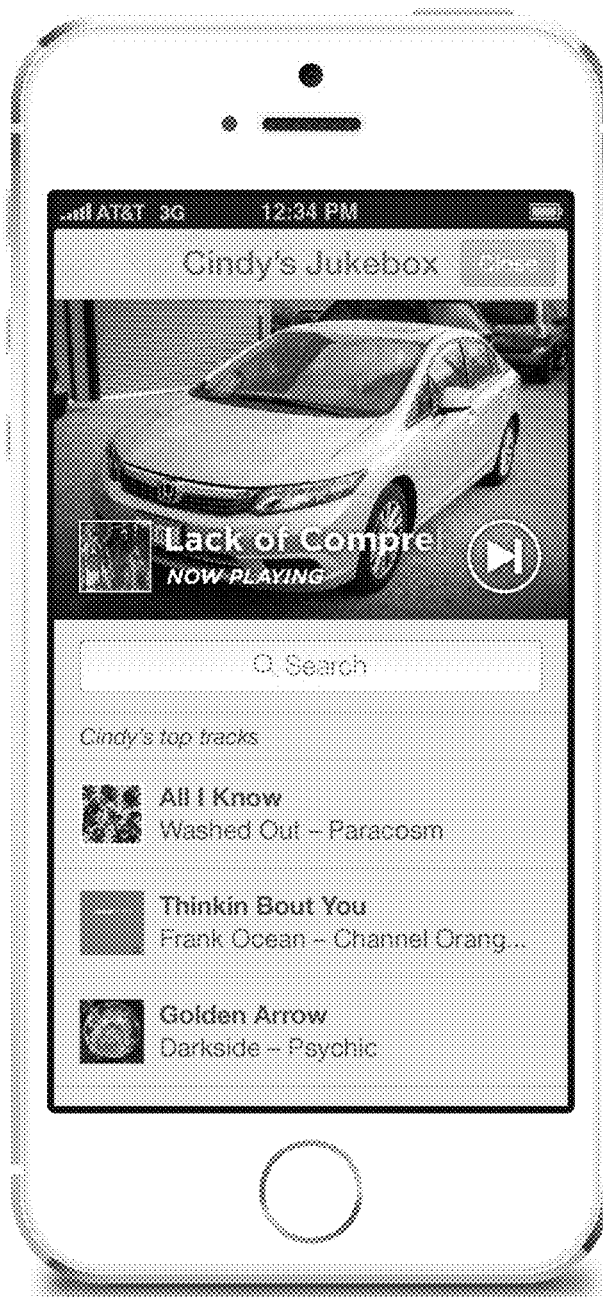 AT&T 3G 12:34 PM
Cindy's Jukebox
Lack of Compre
NOW PLAYING
Search
Cindy's top tracks
All I Know
Washed Out – Paracosm
Thinkin Bout You
Frank Ocean – Channel Orang...
Golden Arrow
Darkside – Psychic